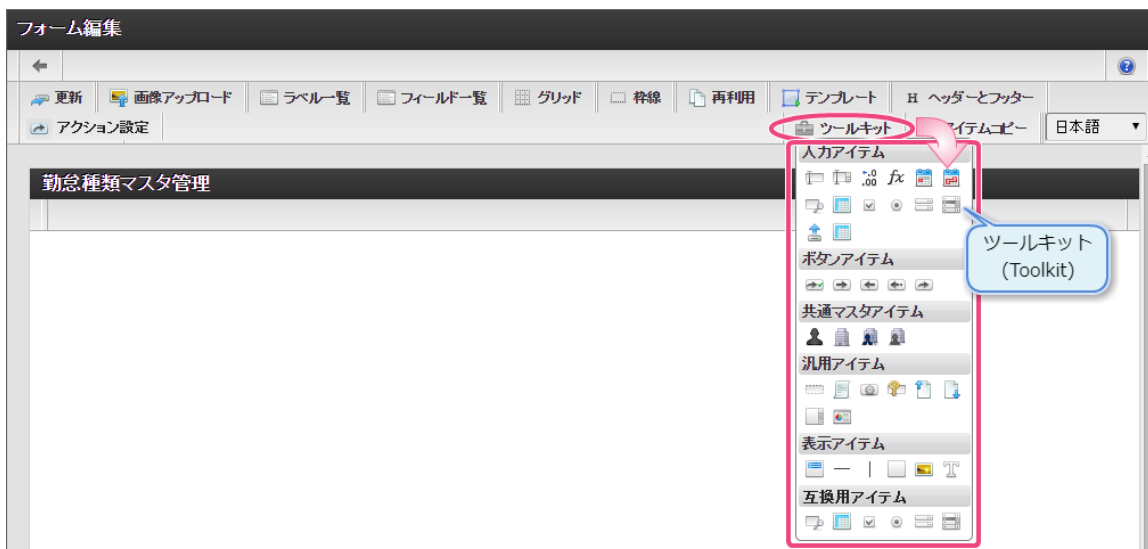 フォーム編集
更新 画像アップロード ラベル一覧 フィールド一覧 グリッド 枠線 再利用 テンプレート H ヘッダーとフッター
アクション設定 ツールキット アイテムコピー 日本語
勤怠種類マスタ管理
入力アイテム
ツールキット
(Toolkit)
ボタンアイテム
共通マスタアイテム
汎用アイテム
表示アイテム
互換用アイテム